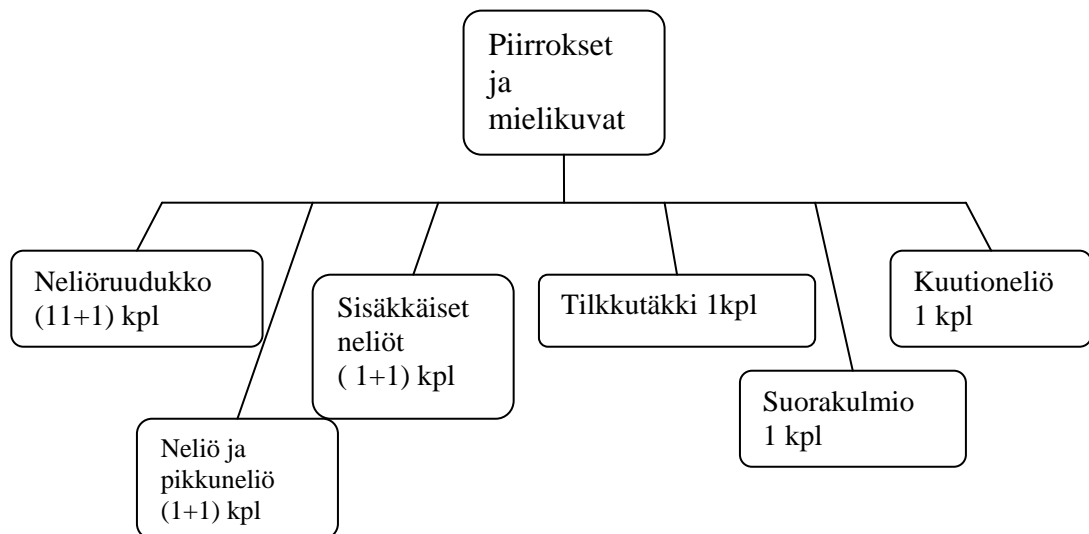 Piirrokset
ja
mielikuvat
Neliöruudukko
(11+1) kpl
Neliö ja
pikkuneliö
(1+1) kpl
Sisäkkäiset
neliöt
( 1+1) kpl
Tilkkutäkki 1kpl
Suorakulmio
1 kpl
Kuutioneliö
1 kpl